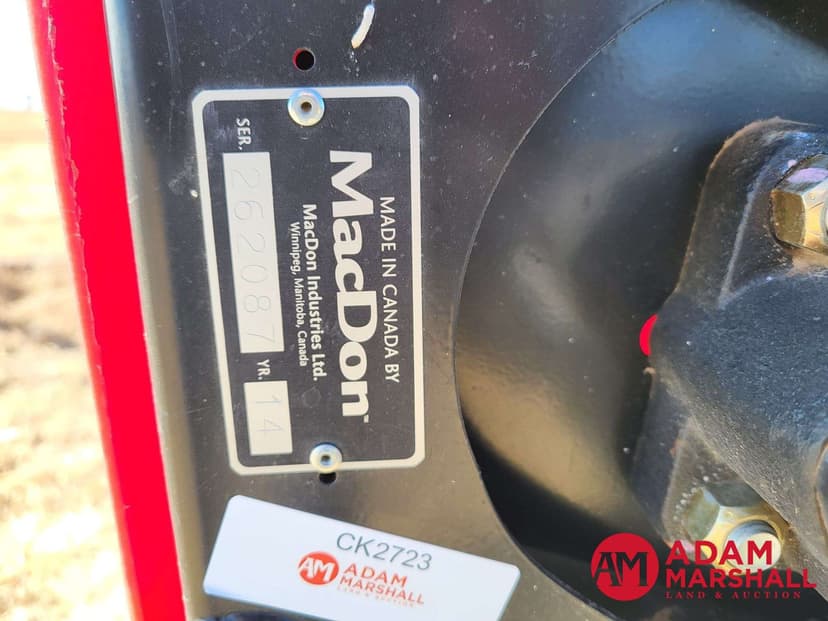 MADE IN CANADA BY
MacDon™
MacDon Industries Ltd.
Winnipeg, Manitoba, Canada
SER. 262087 YR. 14
CK2723
AM ADAM
MARSHALL
LAND & AUCTION
AM ADAM
MARSHALL
LAND & AUCTION